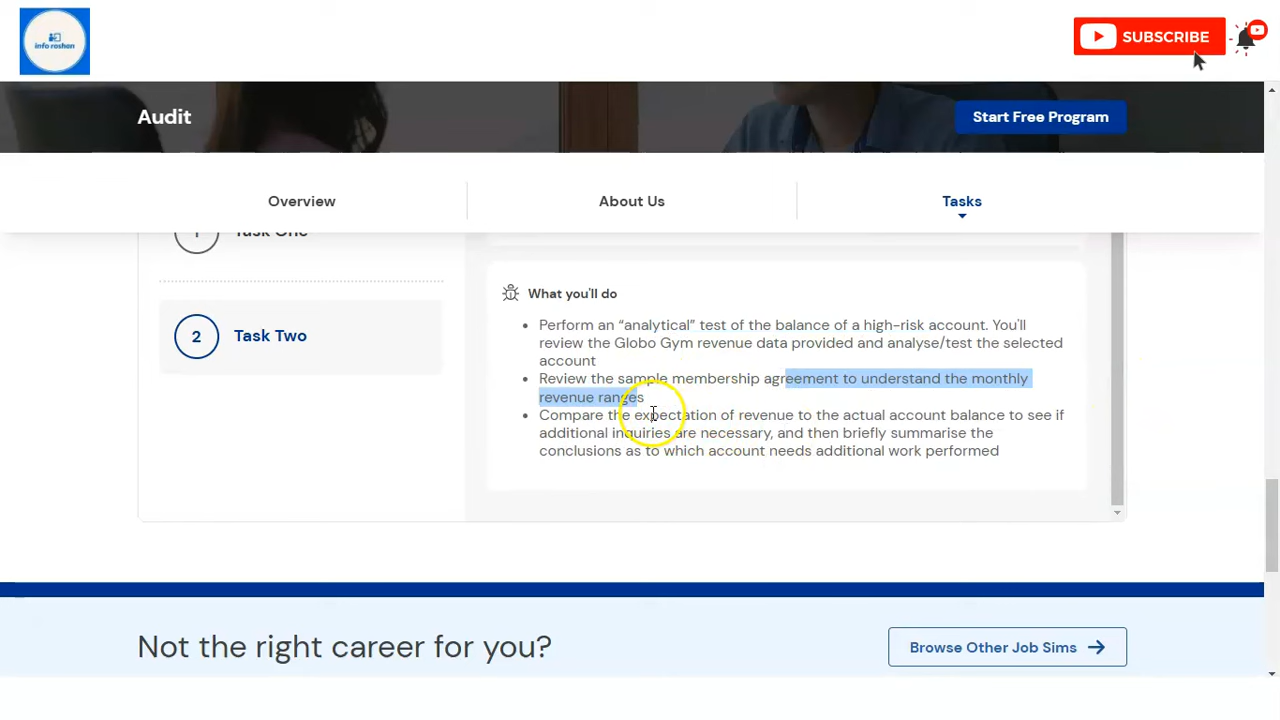 info roshan
SUBSCRIBE
Audit
Start Free Program
Overview
About Us
Tasks
1
Task One
2
Task Two
What you'll do
Perform an “analytical” test of the balance of a high-risk account. You'll
review the Globo Gym revenue data provided and analyse/test the selected
account
Review the sample membership agreement to understand the monthly
revenue ranges
Compare the expectation of revenue to the actual account balance to see if
additional inquiries are necessary, and then briefly summarise the
conclusions as to which account needs additional work performed
Not the right career for you?
Browse Other Job Sims